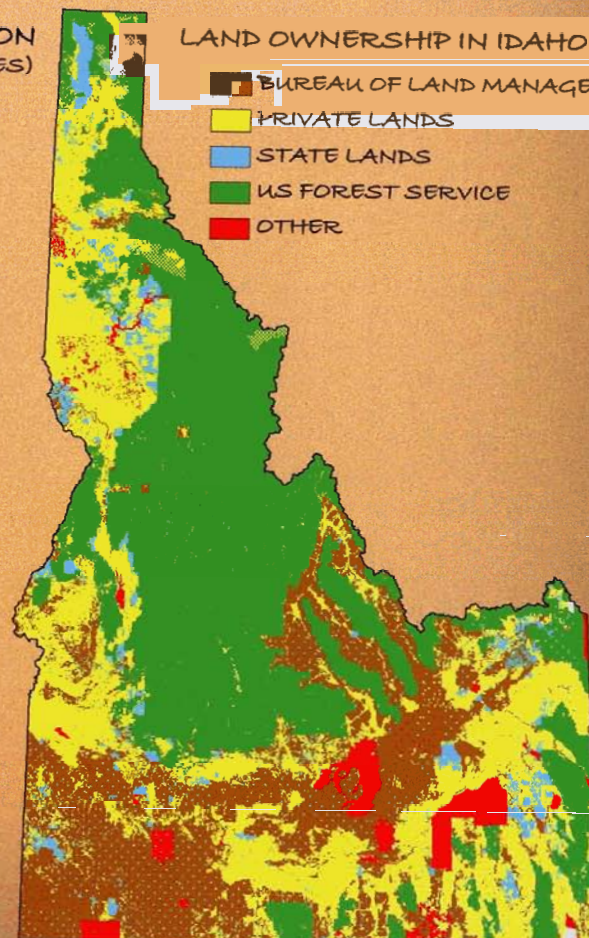 ON
LAND OWNERSHIP IN IDAHO
ES)
BUREAU OF LAND MANAGE
PRIVATE LANDS
STATE LANDS
US FOREST SERVICE
OTHER